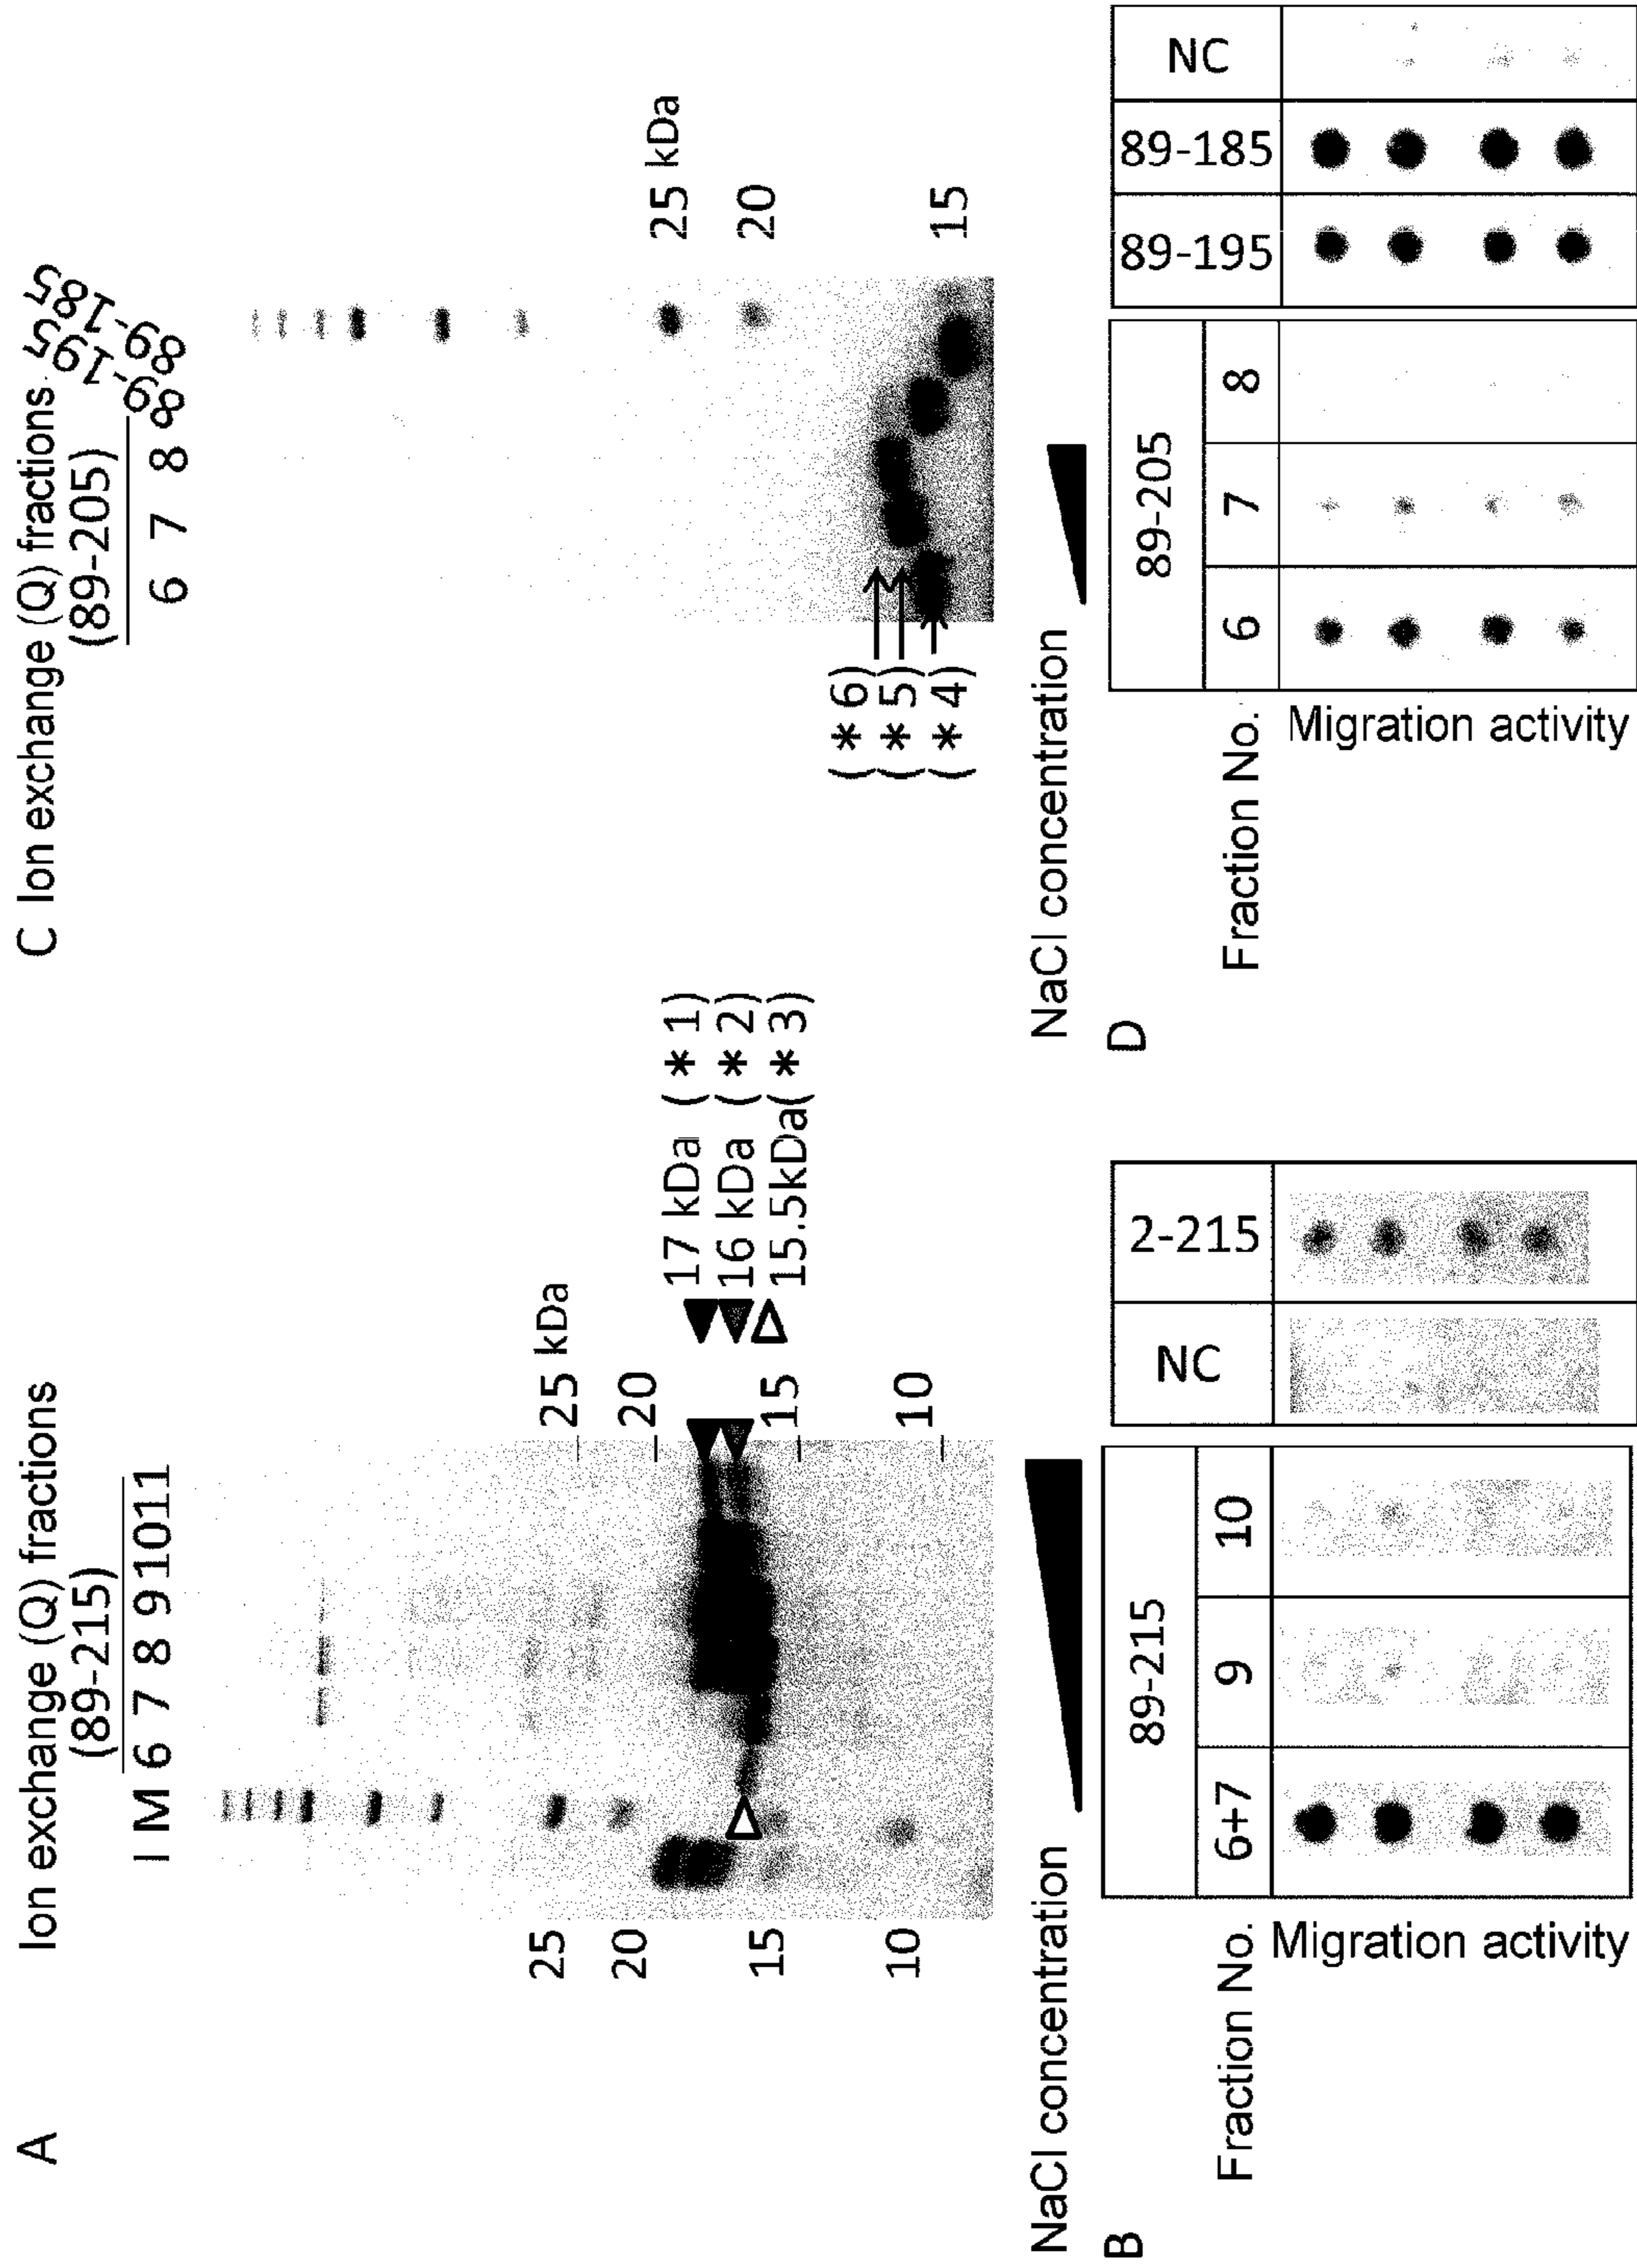 A
Ion exchange (Q) fractions
(89-215)
I M 6 7 8 9 10 11
25
20
15
10
25 kDa
20
15
10
17 kDa (*1)
16 kDa (*2)
15.5kDa(*3)
NaCl concentration
B
Fraction No.
Migration activity
89-215
6+7 9 10
NC 2-215
C Ion exchange (Q) fractions
(89-205)
6 7 8 89-195 89-185
25 kDa
20
15
(*6)
(*5)
(*4)
NaCl concentration
D
Fraction No.
Migration activity
89-205
6 7 8
89-195 89-185 NC